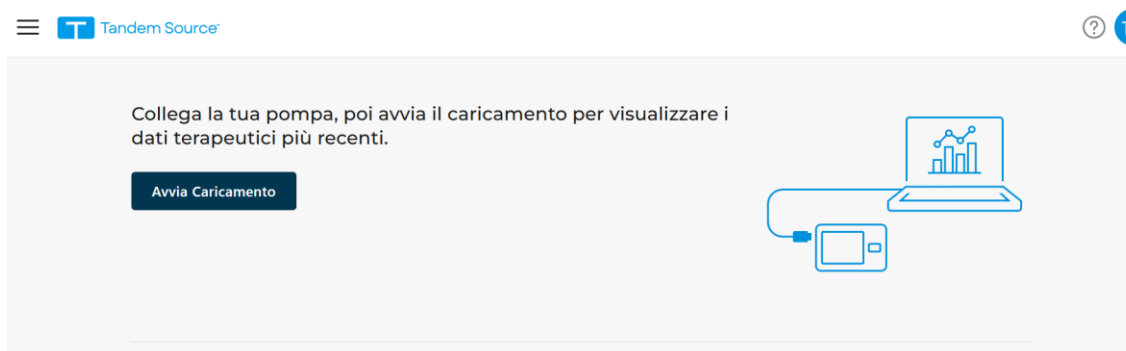 Tandem Source
Collega la tua pompa, poi avvia il caricamento per visualizzare i
dati terapeutici più recenti.
Avvia Caricamento